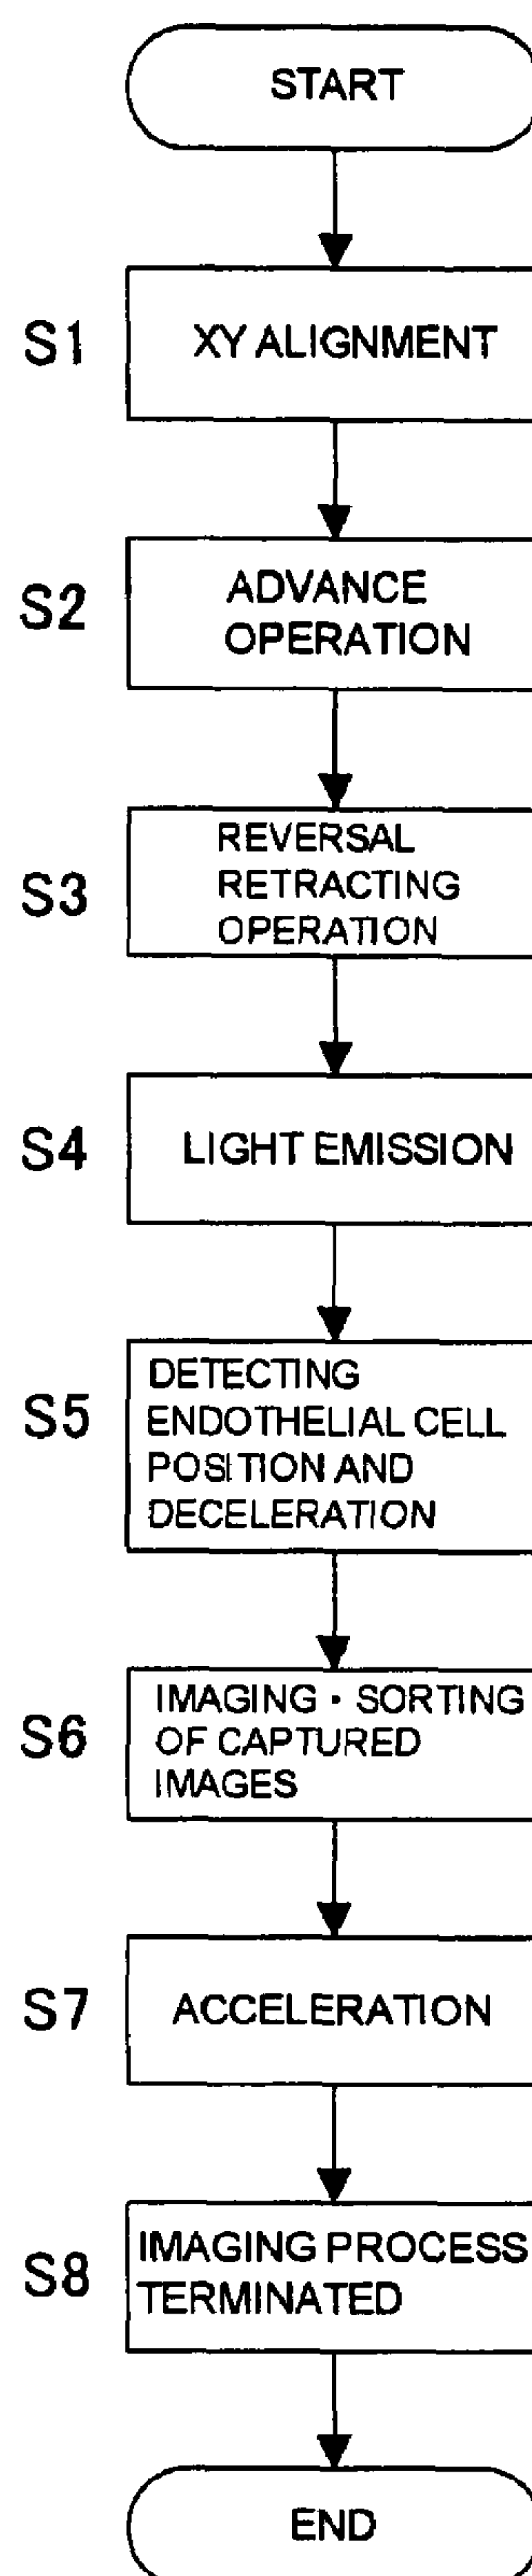 START
S1
XY ALIGNMENT
S2
ADVANCE
OPERATION
S3
REVERSAL
RETRACTING
OPERATION
S4
LIGHT EMISSION
S5
DETECTING
ENDOTHELIAL CELL
POSITION AND
DECELERATION
S6
IMAGING・SORTING
OF CAPTURED
IMAGES
S7
ACCELERATION
S8
IMAGING PROCESS
TERMINATED
END